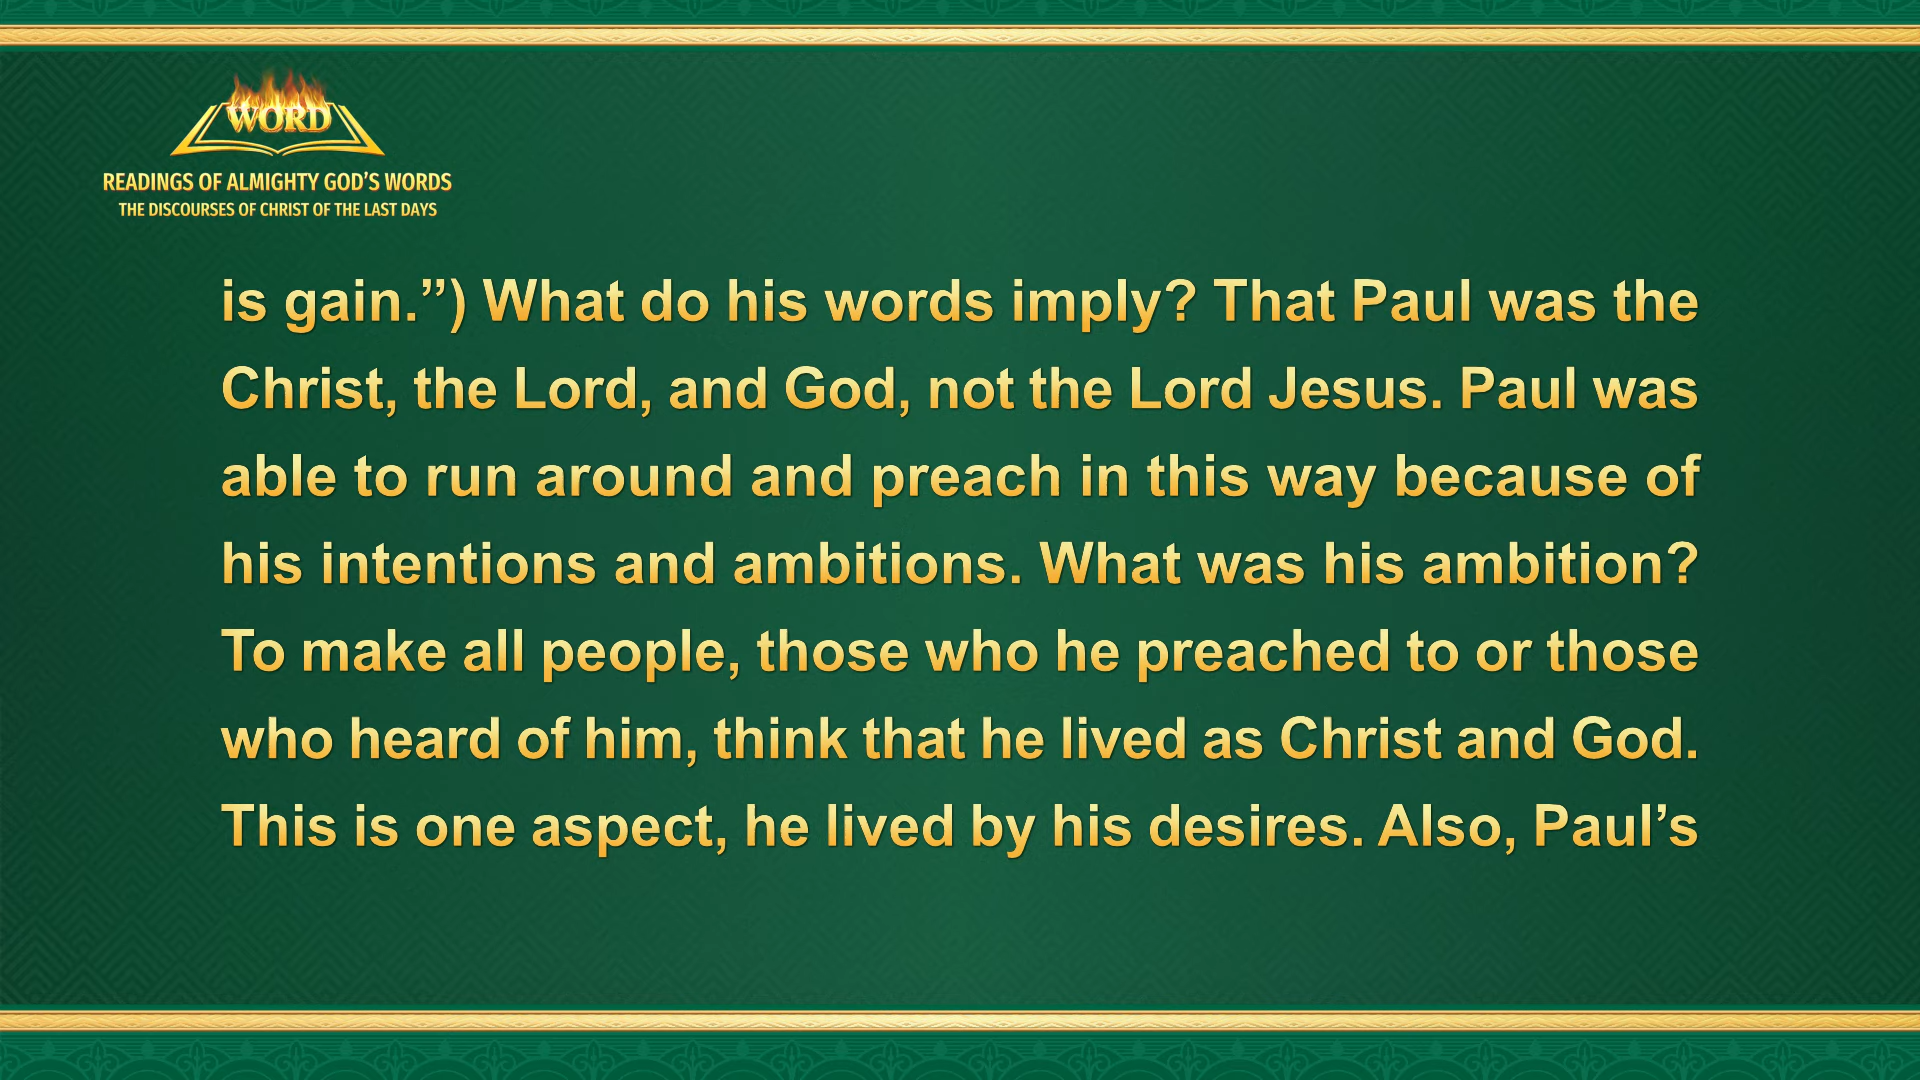 WORD
READINGS OF ALMIGHTY GOD’S WORDS
THE DISCOURSES OF CHRIST OF THE LAST DAYS
is gain.”) What do his words imply? That Paul was the
Christ, the Lord, and God, not the Lord Jesus. Paul was
able to run around and preach in this way because of
his intentions and ambitions. What was his ambition?
To make all people, those who he preached to or those
who heard of him, think that he lived as Christ and God.
This is one aspect, he lived by his desires. Also, Paul’s